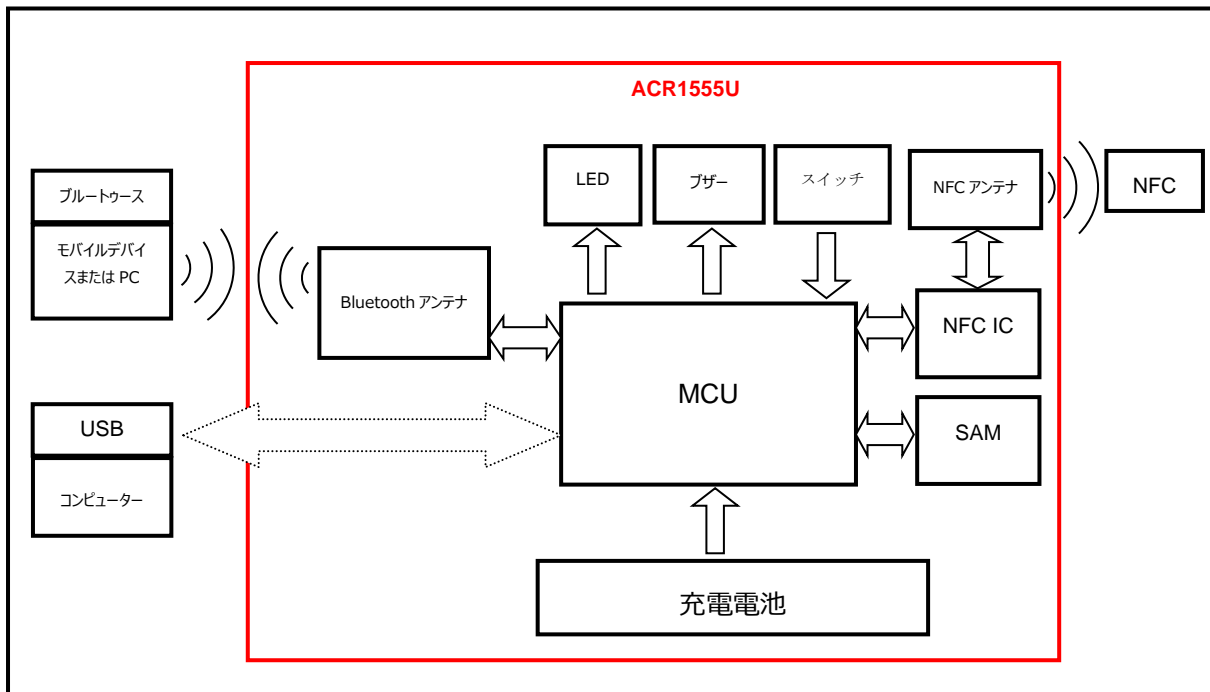 ACR1555U
LED
ブザー
スイッチ
NFC アンテナ
NFC
ブルートゥース
モバイルデバイ
スまたは PC
Bluetooth アンテナ
NFC IC
MCU
USB
SAM
コンピューター
充電電池